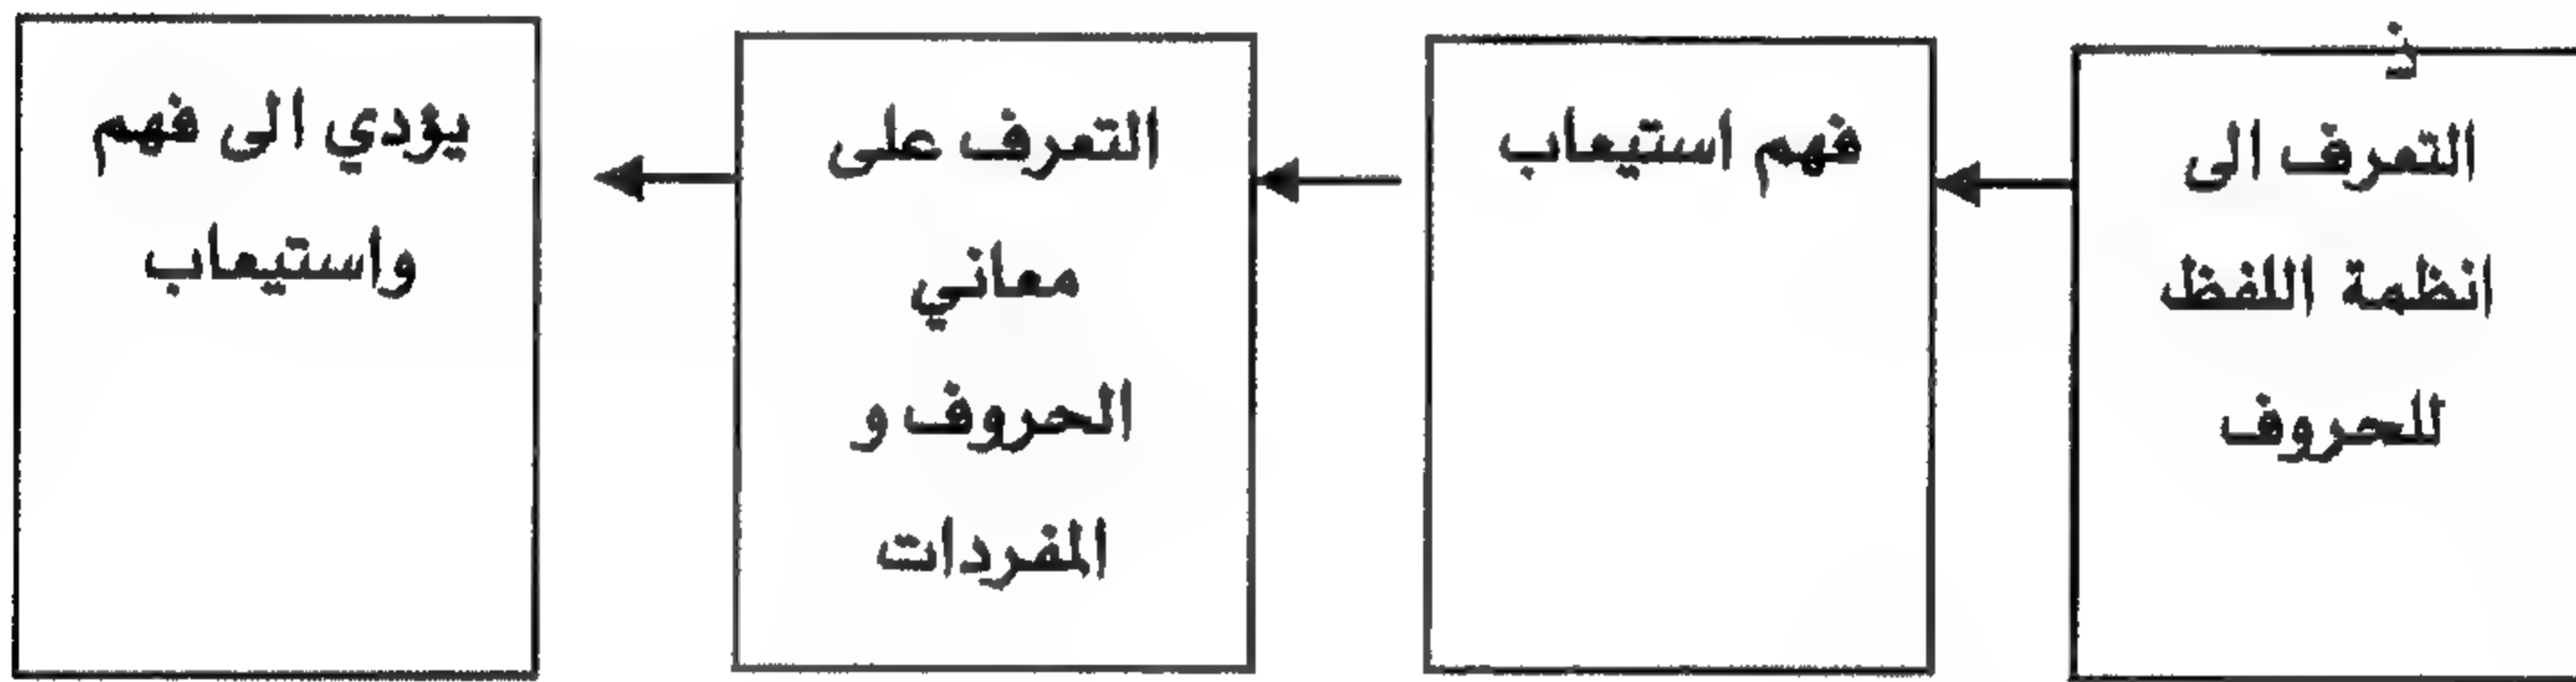 ذ
التعرف الى
انظمة اللفظ
للحروف
فهم استيعاب
التعرف على
معاني
الحروف و
المفردات
يؤدي الى فهم
واستيعاب